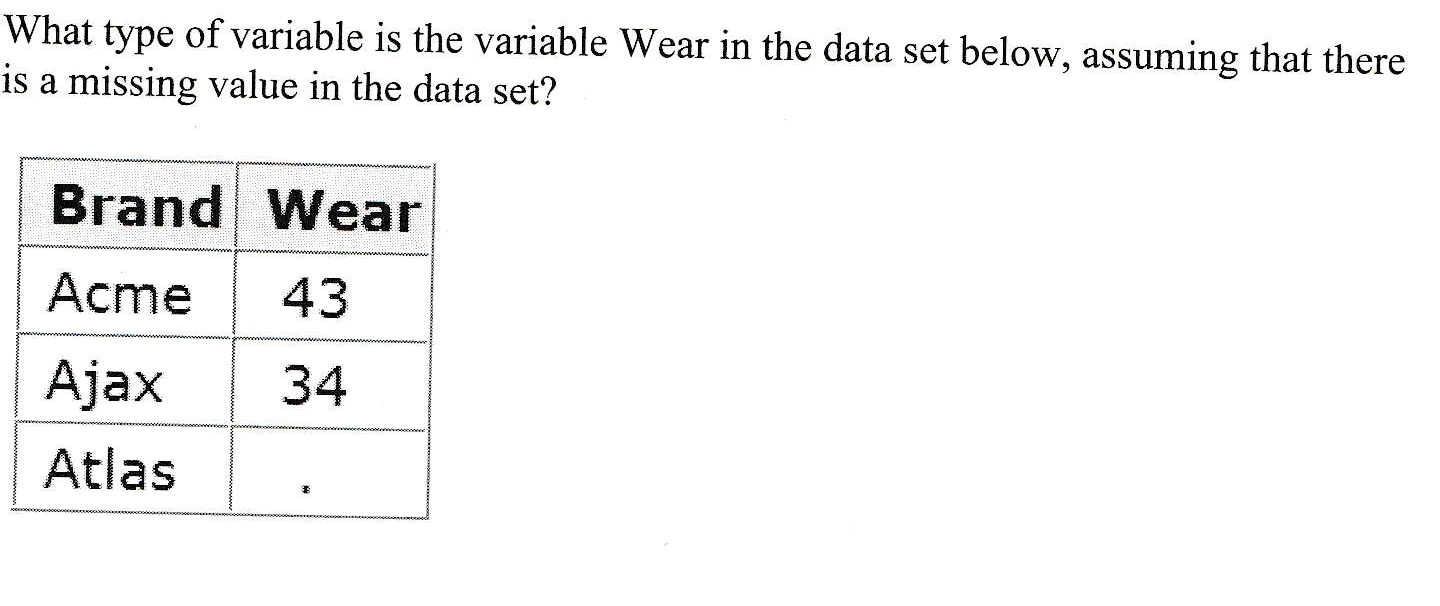 What type of variable is the variable Wear in the data set below, assuming that there
is a missing value in the data set?
Brand Wear
Acme 43
Ajax 34
Atlas .